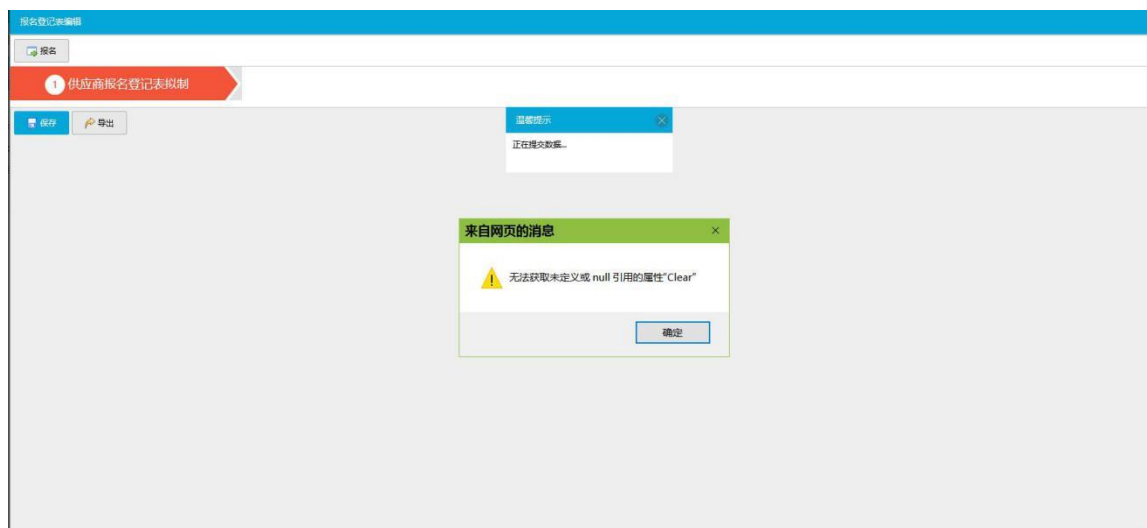 报名登记表编辑
报名
1 供应商报名登记表拟制
保存 导出
温馨提示
正在提交数据...
来自网页的消息
无法获取未定义或 null 引用的属性"Clear"
确定